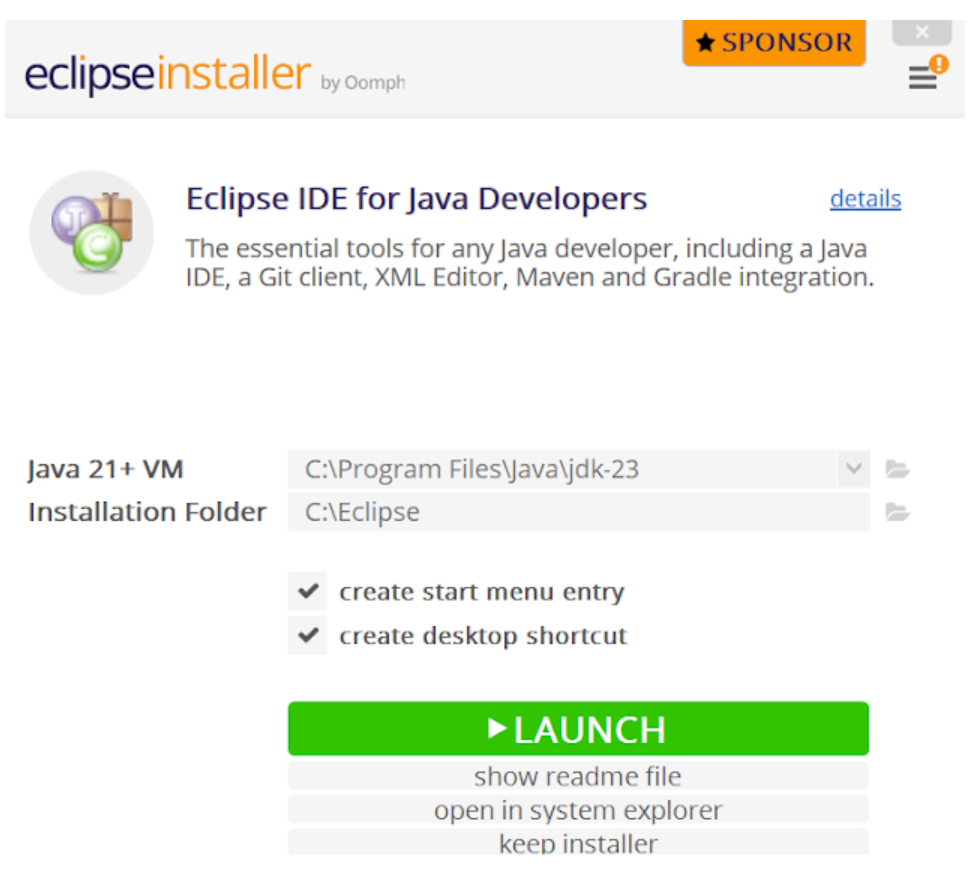 ★ SPONSOR
eclipseinstaller by Oomph
Eclipse IDE for Java Developers
details
The essential tools for any Java developer, including a Java
IDE, a Git client, XML Editor, Maven and Gradle integration.
Java 21+ VM
C:\Program Files\Java\jdk-23
Installation Folder
C:\Eclipse
create start menu entry
create desktop shortcut
LAUNCH
show readme file
open in system explorer
keep installer